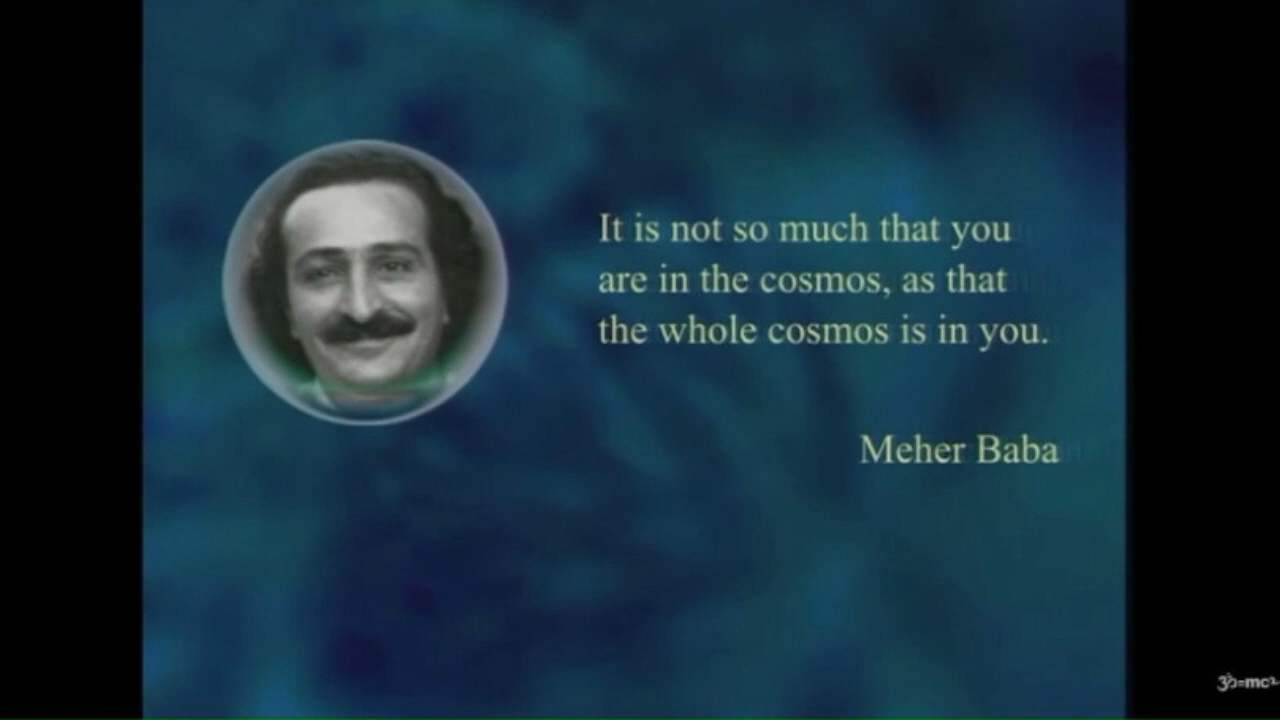 It is not so much that you
are in the cosmos, as that
the whole cosmos is in you.
Meher Baba
ॐ=mc²